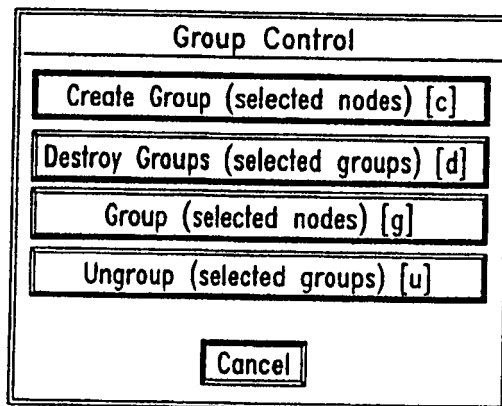 Group Control
Create Group (selected nodes) [c]
Destroy Groups (selected groups) [d]
Group (selected nodes) [g]
Ungroup (selected groups) [u]
Cancel